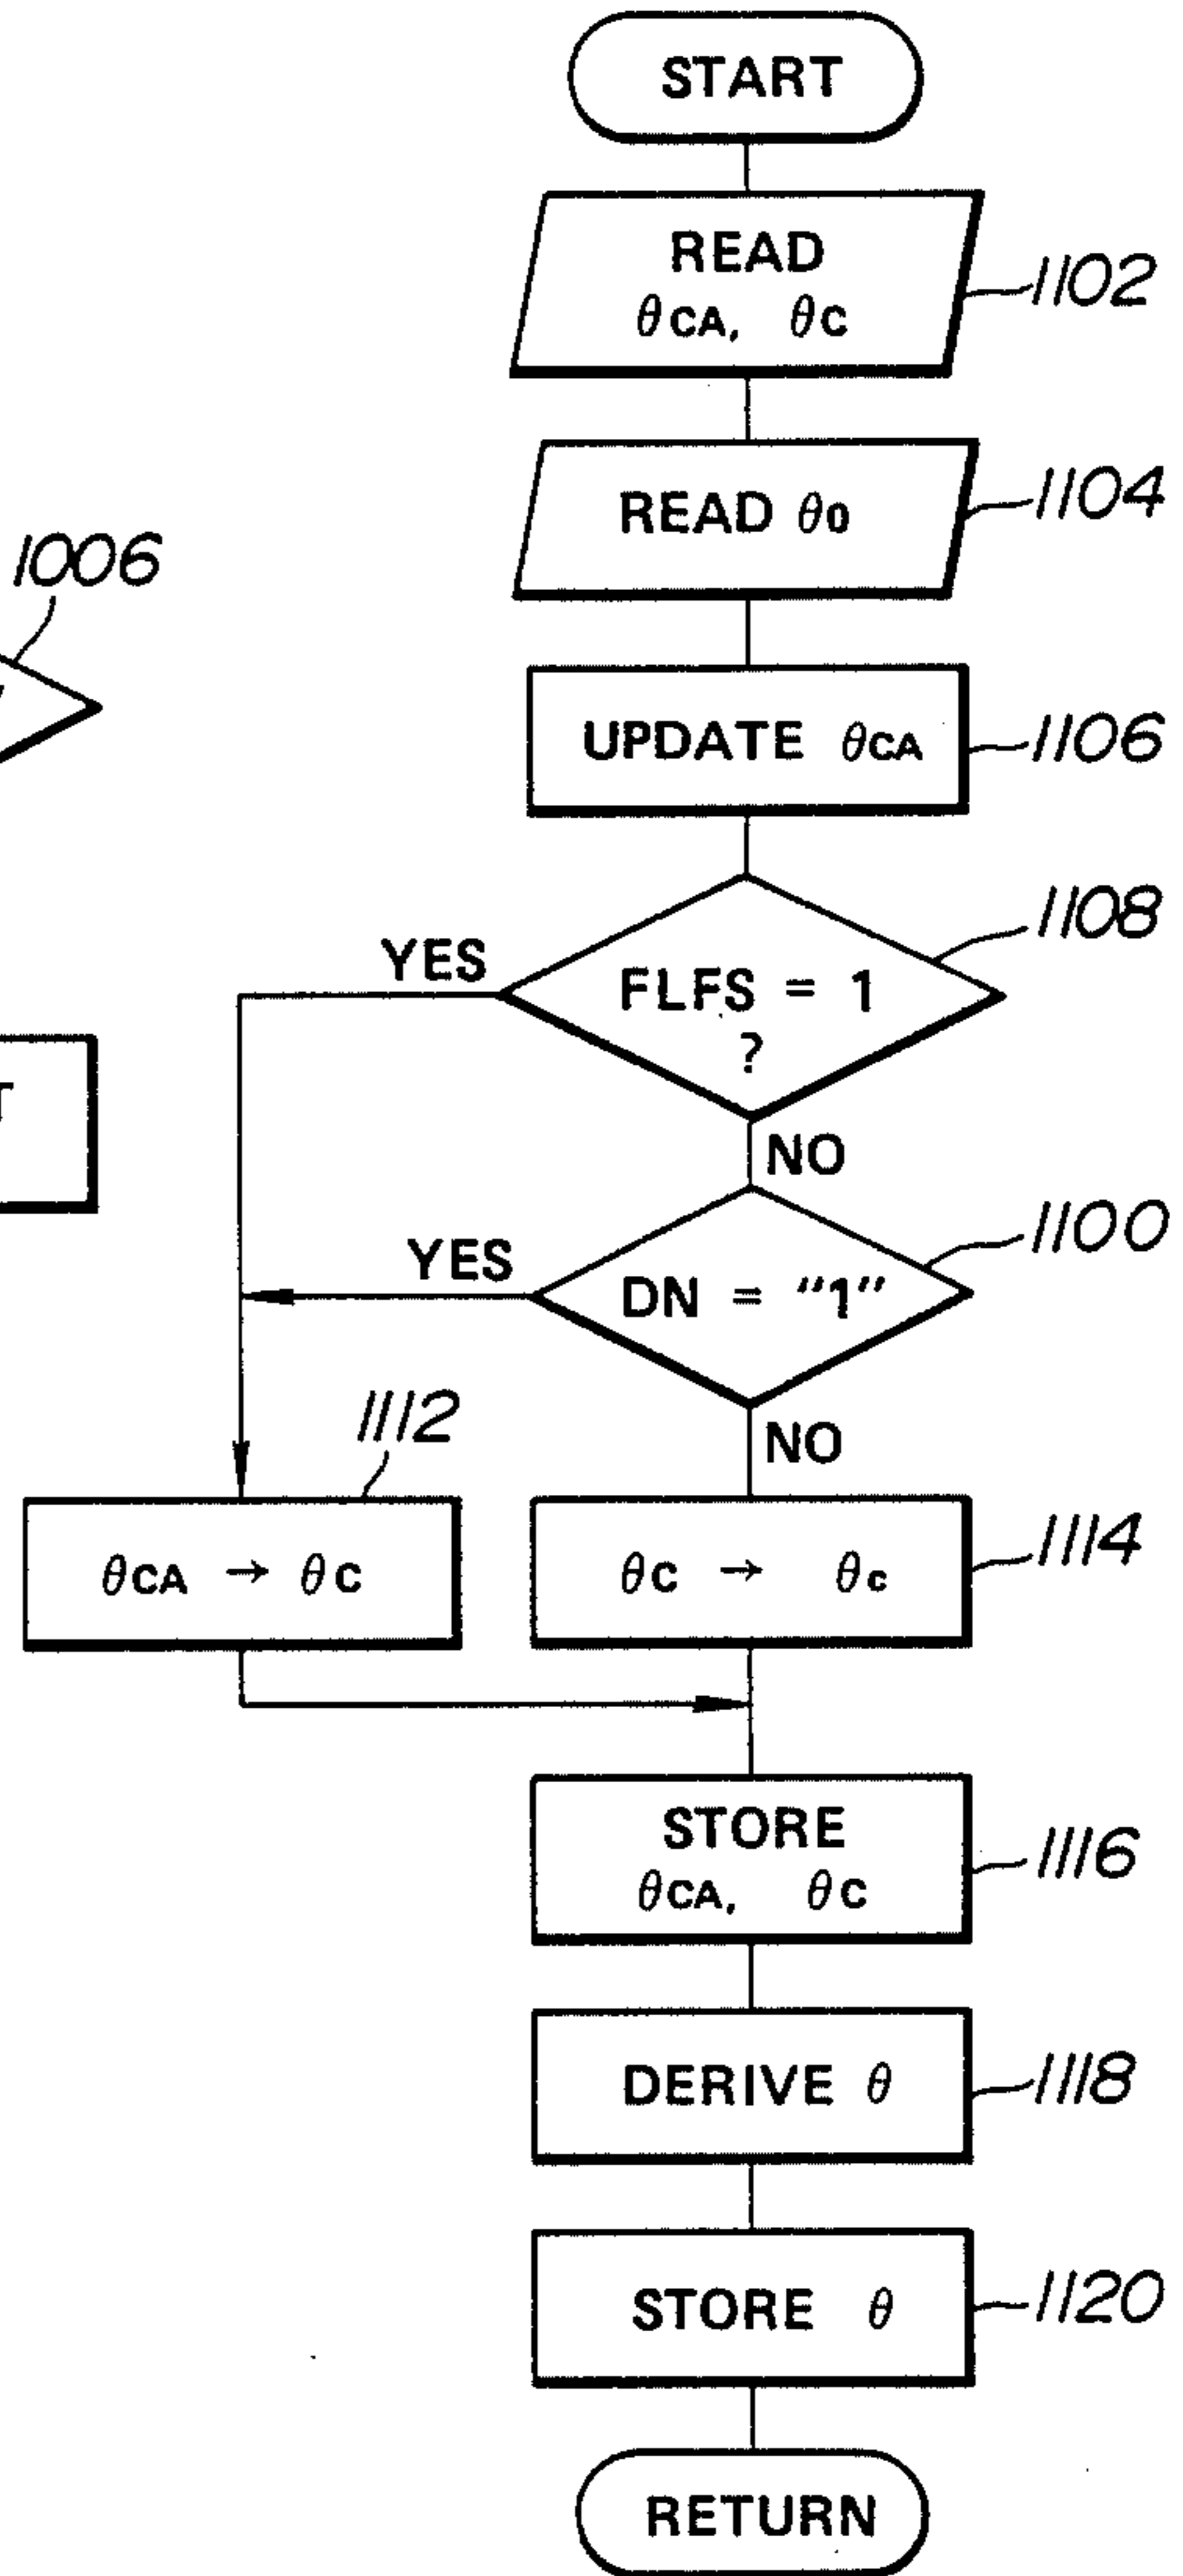 START
READ
θCA, θC
1102
READ θ0
1104
1006
UPDATE θCA
1106
1108
YES
FLFS = 1
?
T
NO
1100
YES
DN = "1"
1112
NO
θCA → θC
θC → θc
1114
STORE
θCA, θC
1116
DERIVE θ
1118
STORE θ
1120
RETURN